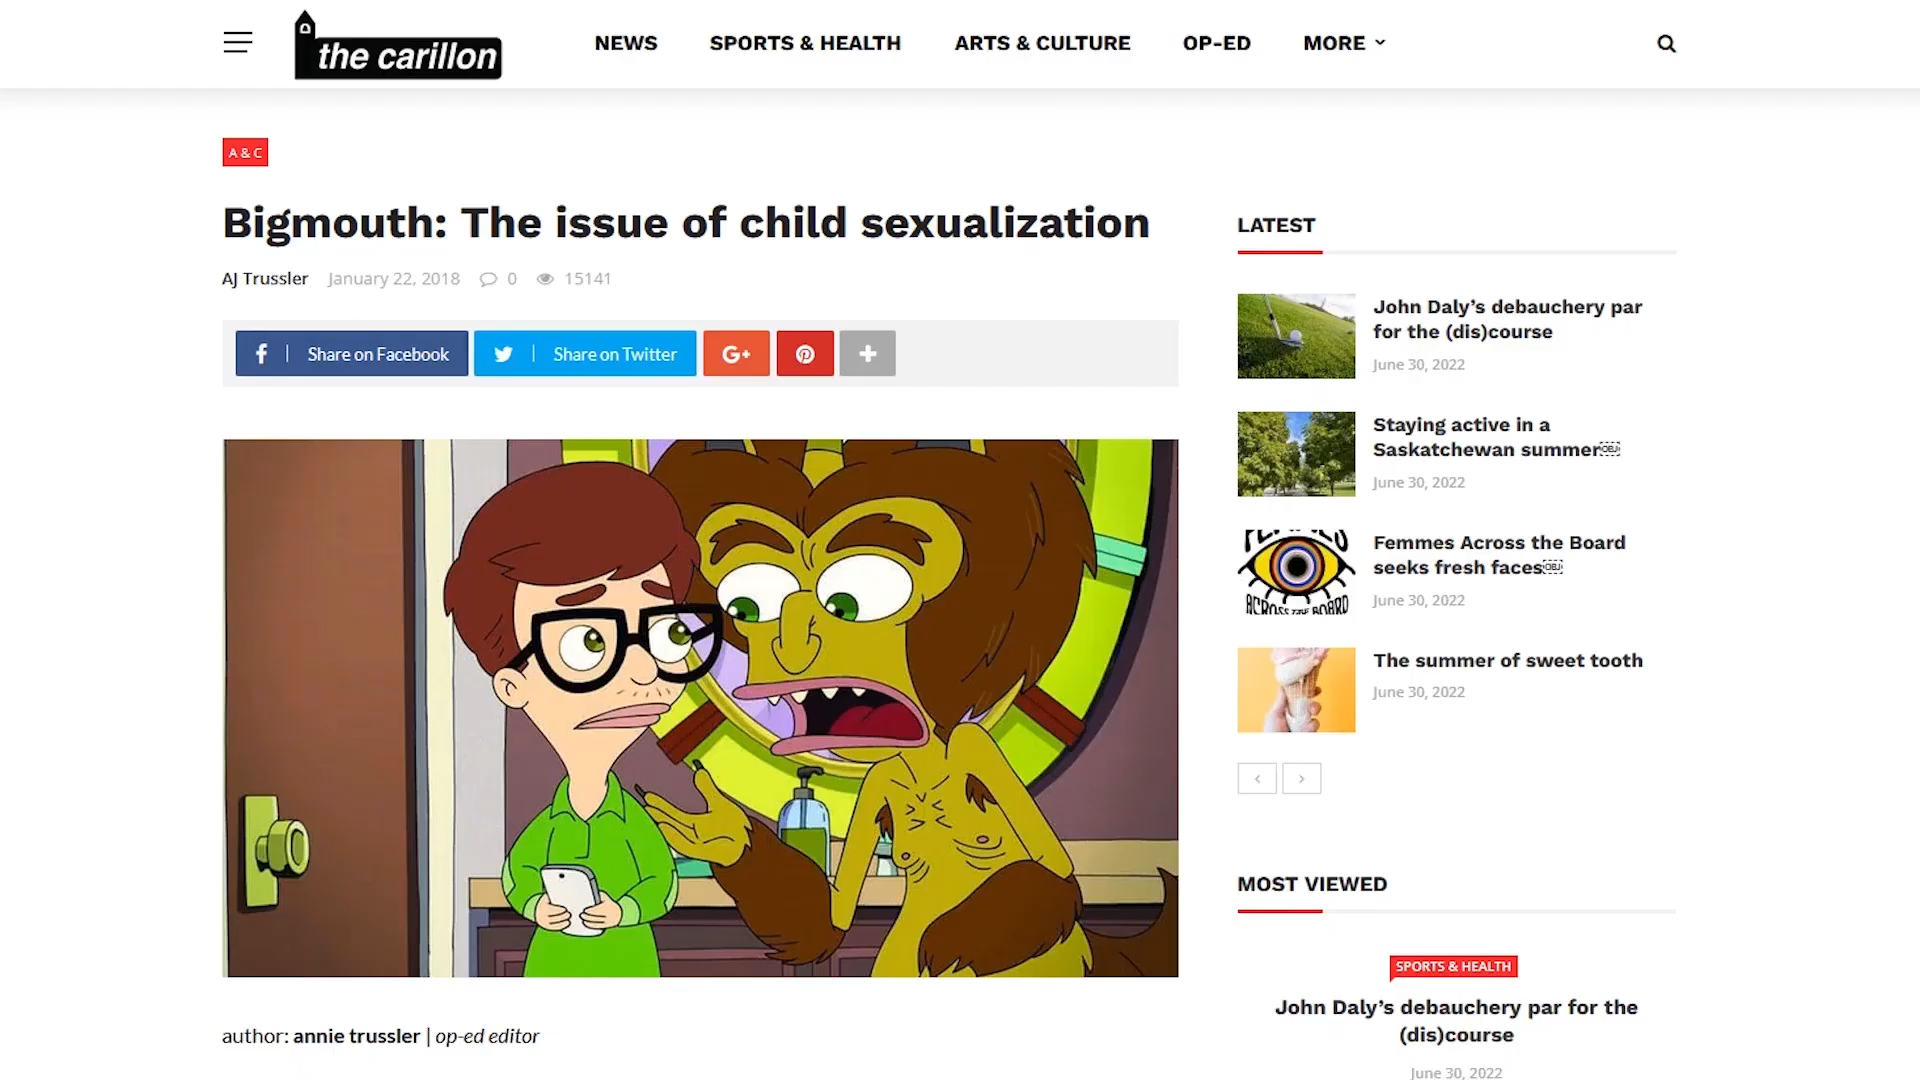 the carillon
NEWS
SPORTS & HEALTH
ARTS & CULTURE
OP-ED
MORE
A & C
Bigmouth: The issue of child sexualization
AJ Trussler January 22, 2018 0 15141
f | Share on Facebook
| Share on Twitter
G+
+
author: annie trussler | op-ed editor
LATEST
John Daly’s debauchery par
for the (dis)course
June 30, 2022
Staying active in a
Saskatchewan summer￼
June 30, 2022
ACROSS THE BOARD
Femmes Across the Board
seeks fresh faces￼
June 30, 2022
The summer of sweet tooth
June 30, 2022
MOST VIEWED
SPORTS & HEALTH
John Daly’s debauchery par for the
(dis)course
June 30, 2022